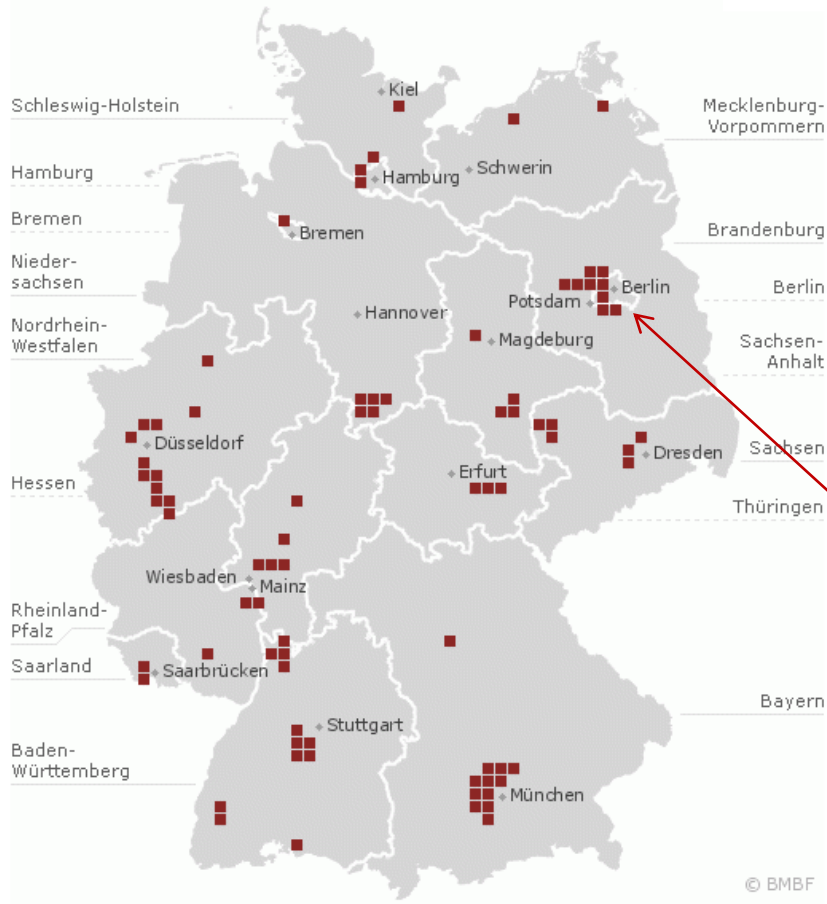 Kiel
Schleswig-Holstein
Mecklenburg-
Vorpommern
Schwerin
Hamburg
Hamburg
Bremen
Bremen
Brandenburg
Nieder-
sachsen
Berlin
Berlin
Potsdam
Hannover
Nordrhein-
Westfalen
Magdeburg
Sachsen-
Anhalt
Düsseldorf
Dresden
Sachsen
Erfurt
Hessen
Thüringen
Wiesbaden
Mainz
Rheinland-
Pfalz
Saarland
Saarbrücken
Bayern
Stuttgart
Baden-
Württemberg
München
© BMBF